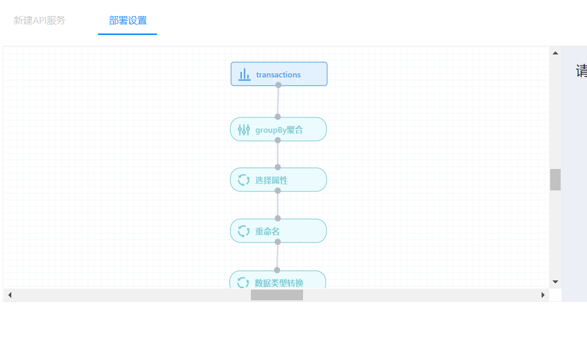 新建API服务
部署设置
请
transactions
groupBy聚合
选择属性
重命名
数据类型转换